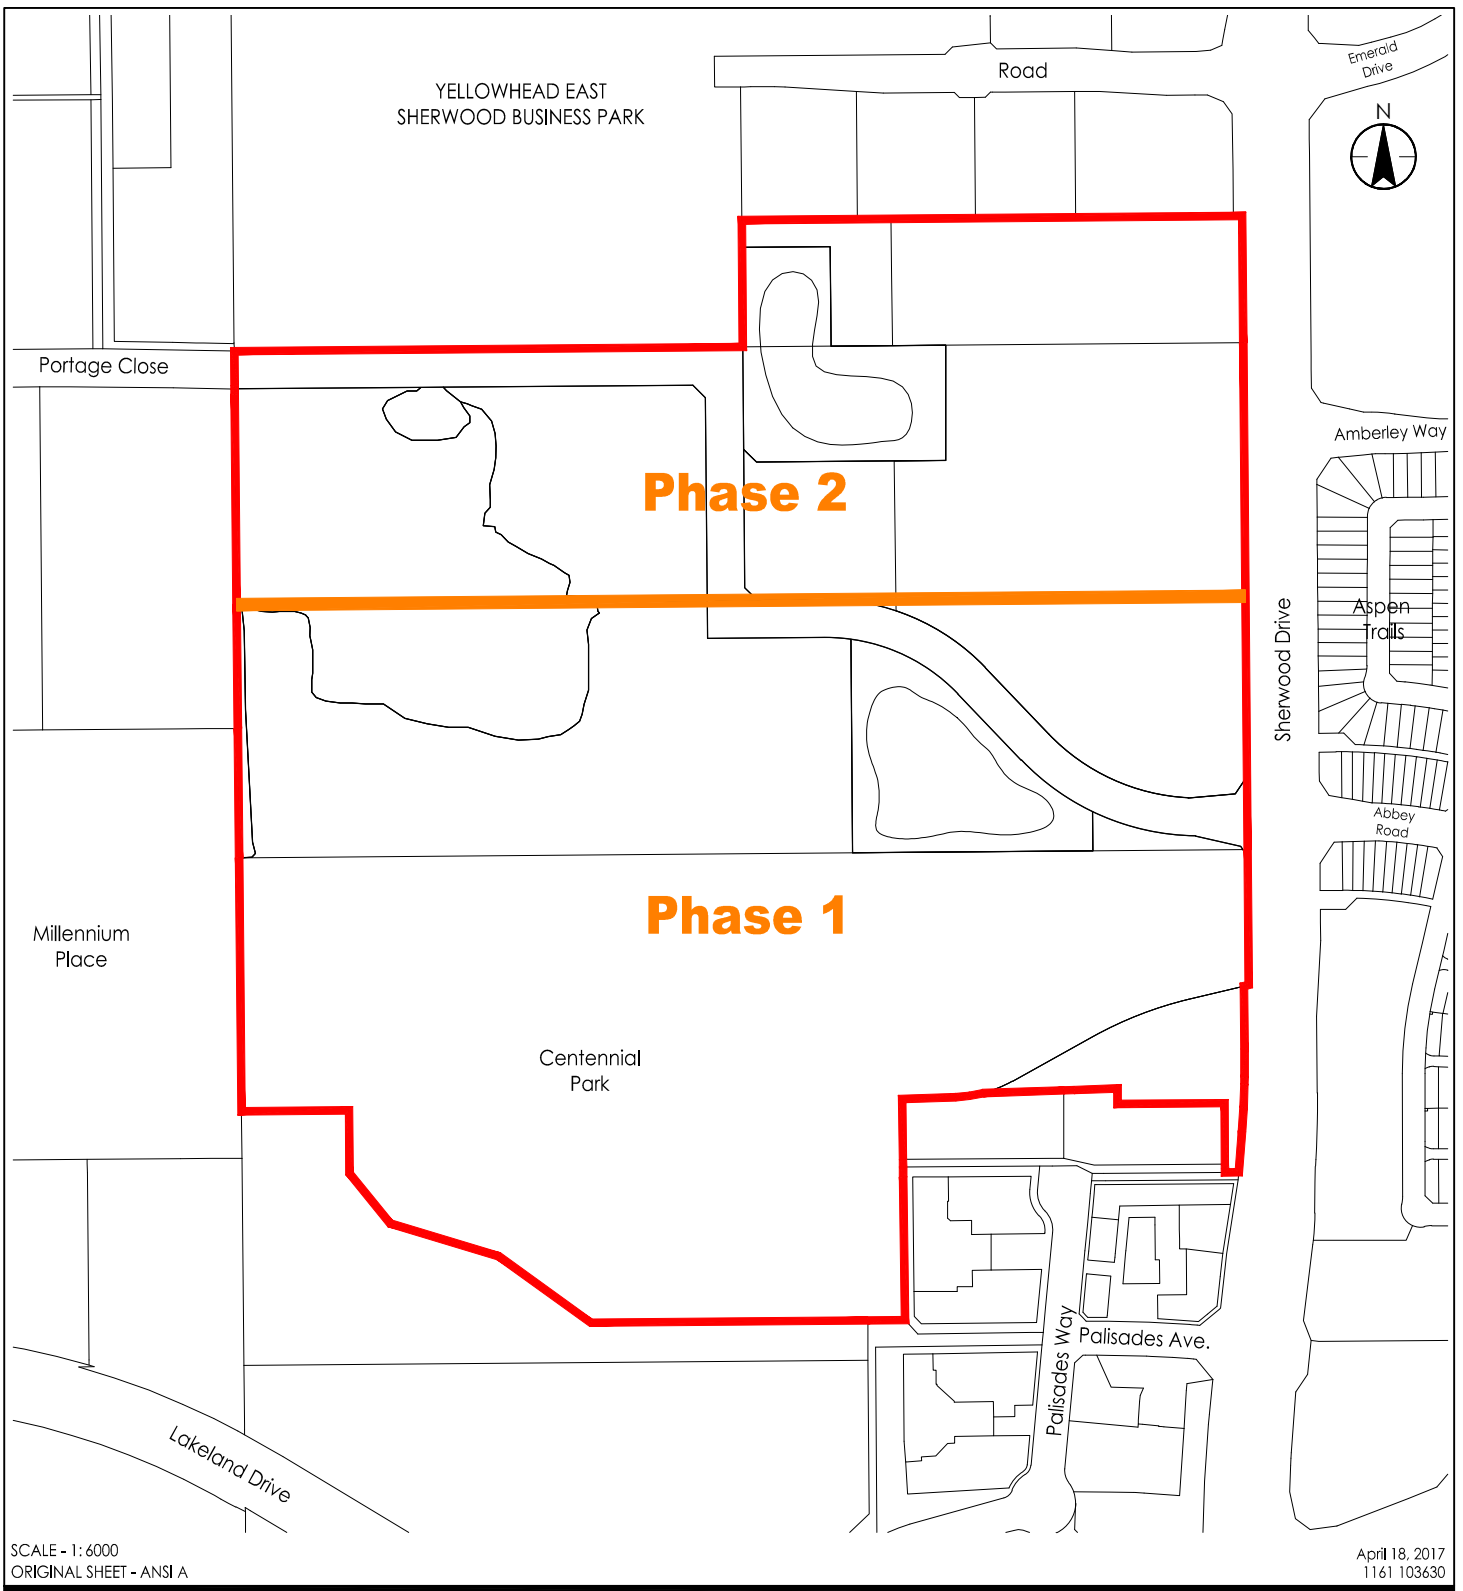 Emerald
Drive
Road
YELLOWHEAD EAST
SHERWOOD BUSINESS PARK
N
Portage Close
Amberley Way
Phase 2
Aspen
Trails
Sherwood Drive
Abbey
Road
Phase 1
Millennium
Place
Centennial
Park
Palisades Way
Palisades Ave.
Lakeland Drive
SCALE - 1: 6000
ORIGINAL SHEET - ANSI A
April 18, 2017
1161 103630